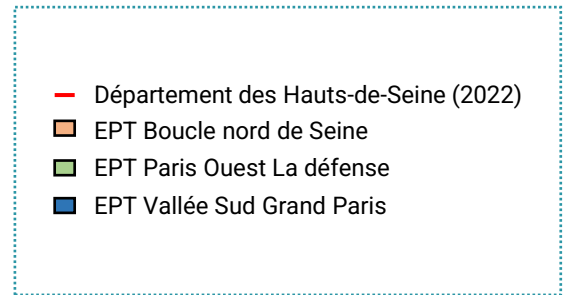 Département des Hauts-de-Seine (2022)
EPT Boucle nord de Seine
EPT Paris Ouest La défense
EPT Vallée Sud Grand Paris